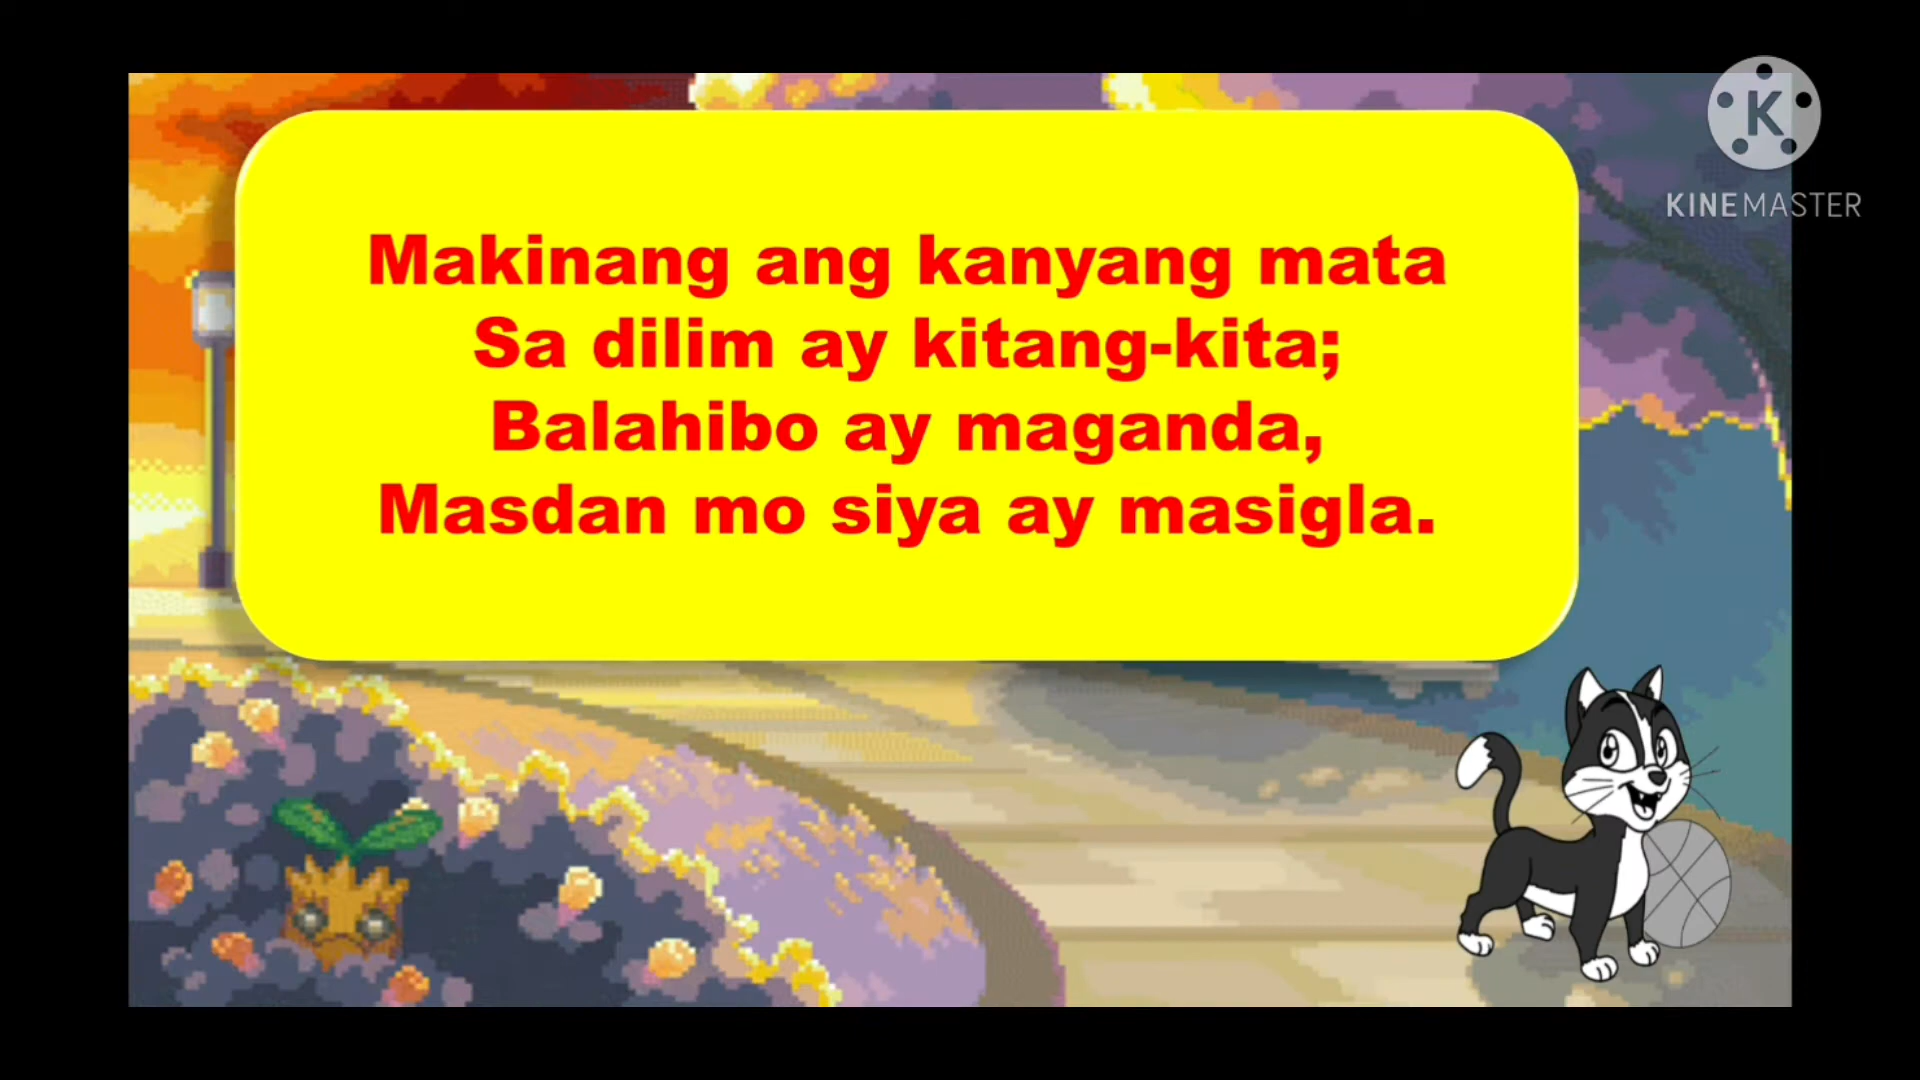 Makinang ang kanyang mata
Sa dilim ay kitang-kita;
Balahibo ay maganda,
Masdan mo siya ay masigla.
K
KINEMASTER